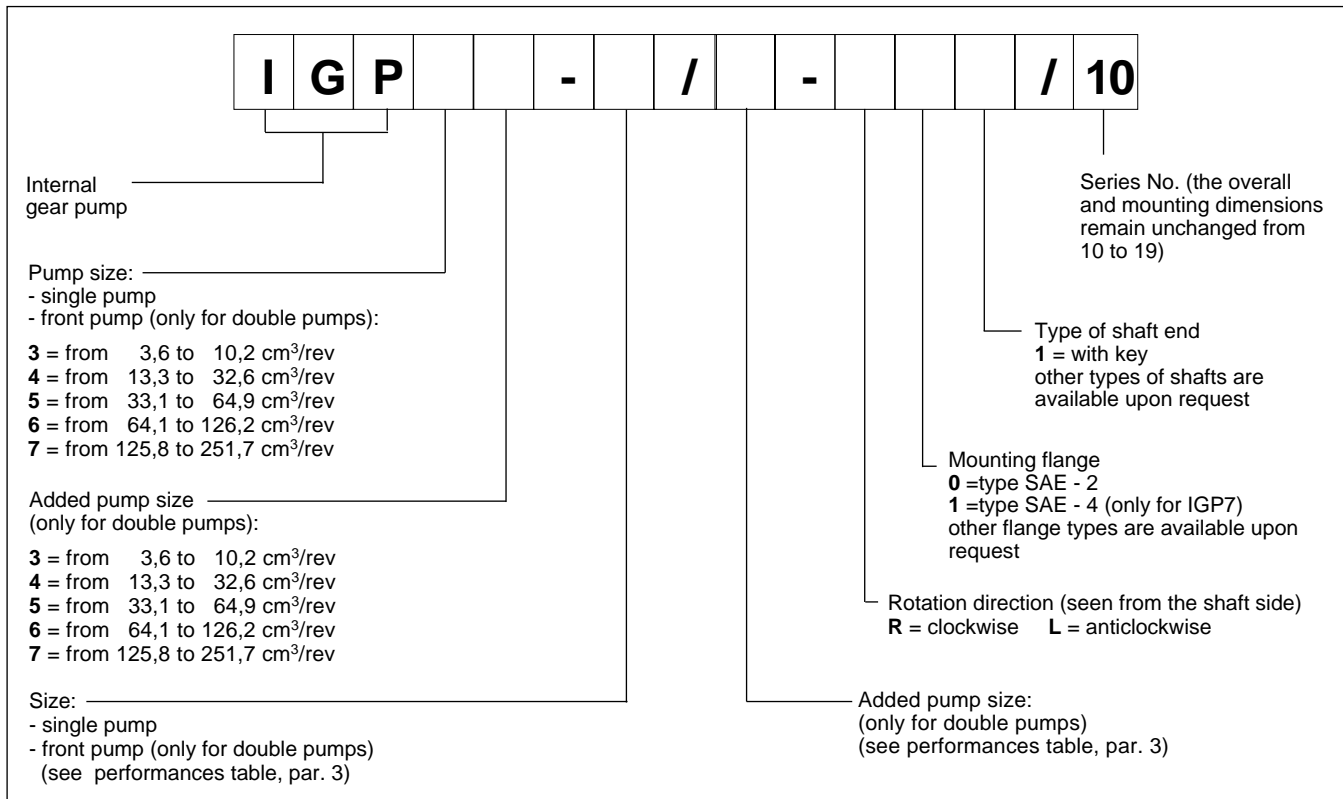 I G P - / - / 10
Internal
gear pump
Series No. (the overall
and mounting dimensions
remain unchanged from
10 to 19)
Pump size:
- single pump
- front pump (only for double pumps):
3 = from 3,6 to 10,2 cm³/rev
4 = from 13,3 to 32,6 cm³/rev
5 = from 33,1 to 64,9 cm³/rev
6 = from 64,1 to 126,2 cm³/rev
7 = from 125,8 to 251,7 cm³/rev
Type of shaft end
1 = with key
other types of shafts are
available upon request
Mounting flange
0 =type SAE - 2
1 =type SAE - 4 (only for IGP7)
other flange types are available upon
request
Added pump size
(only for double pumps):
3 = from 3,6 to 10,2 cm³/rev
4 = from 13,3 to 32,6 cm³/rev
5 = from 33,1 to 64,9 cm³/rev
6 = from 64,1 to 126,2 cm³/rev
7 = from 125,8 to 251,7 cm³/rev
Rotation direction (seen from the shaft side)
R = clockwise L = anticlockwise
Size:
- single pump
- front pump (only for double pumps)
(see performances table, par. 3)
Added pump size:
(only for double pumps)
(see performances table, par. 3)